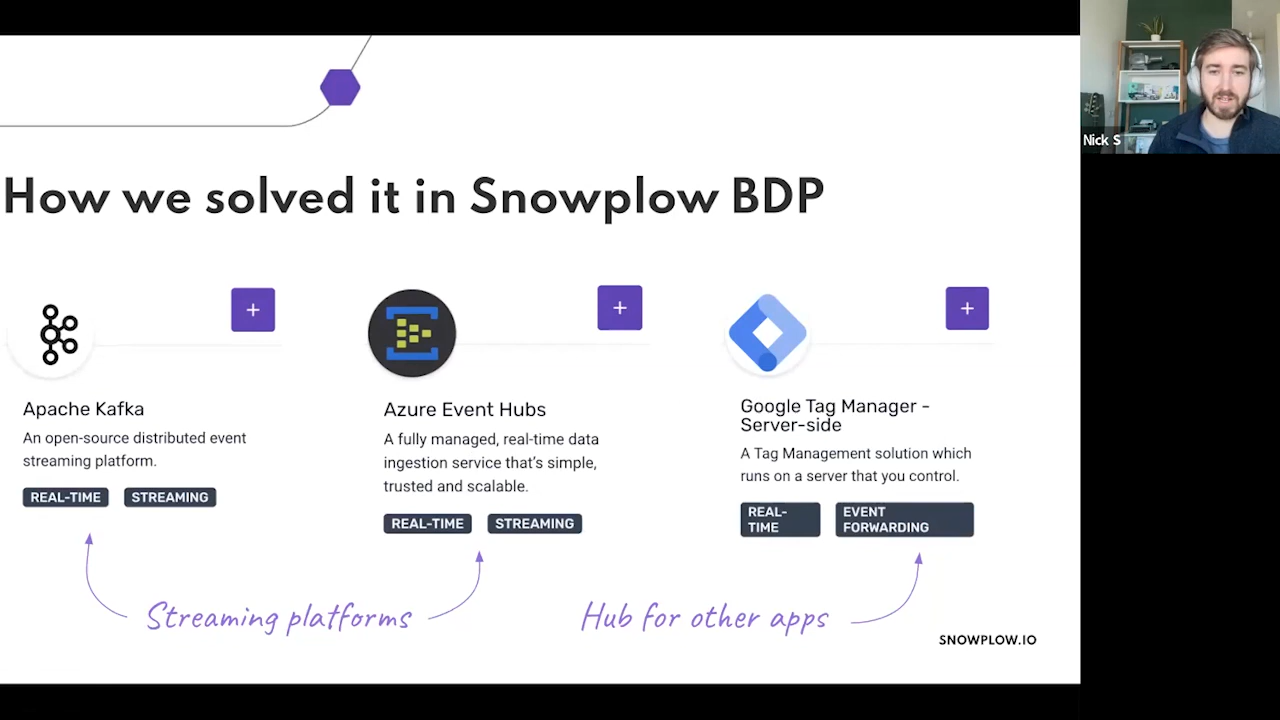 Nick S
How we solved it in Snowplow BDP
Apache Kafka
An open-source distributed event
streaming platform.
REAL-TIME STREAMING
Azure Event Hubs
A fully managed, real-time data
ingestion service that's simple,
trusted and scalable.
REAL-TIME STREAMING
Google Tag Manager -
Server-side
A Tag Management solution which
runs on a server that you control.
REAL-
TIME
EVENT
FORWARDING
Streaming platforms
Hub for other apps
SNOWPLOW.IO